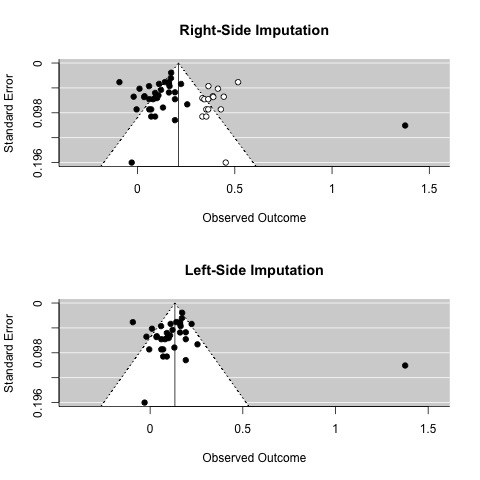 Right-Side Imputation
Standard Error
0
0.098
0.196
0
0.5
1
1.5
Observed Outcome
Left-Side Imputation
Standard Error
0
0.098
0.196
0
0.5
1
1.5
Observed Outcome